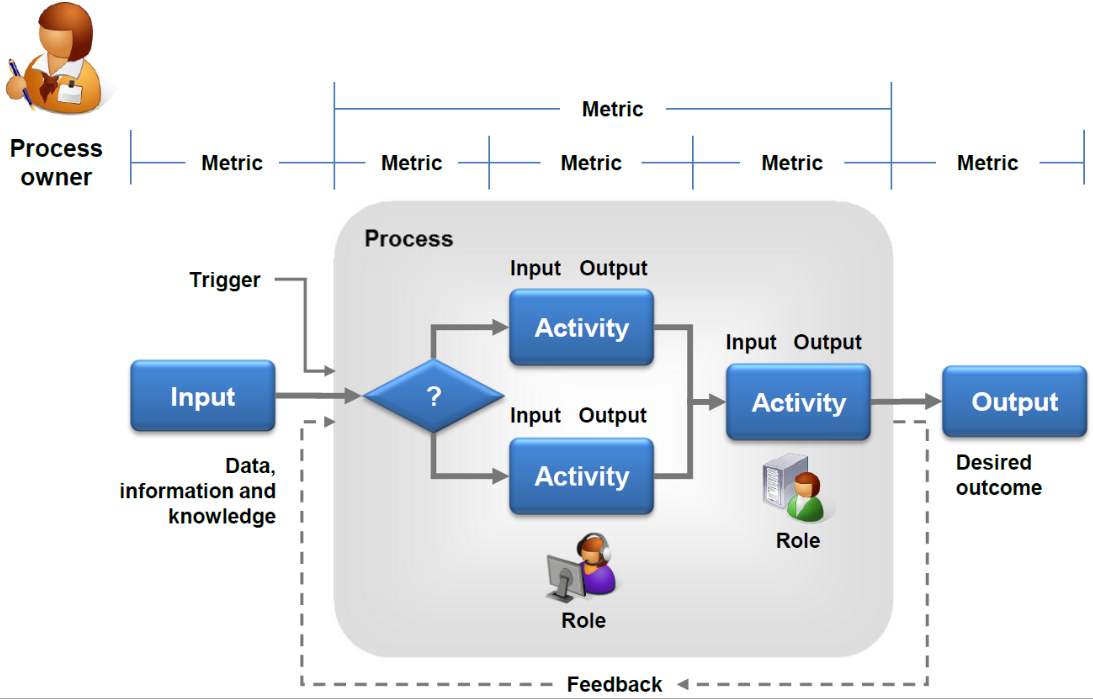 Metric
Process
owner
Metric
Metric
Metric
Metric
Metric
Process
Input Output
Trigger
Activity
Input Output
Input
?
Activity
Output
Input Output
Data,
information and
knowledge
Activity
Desired
outcome
Role
Role
Feedback